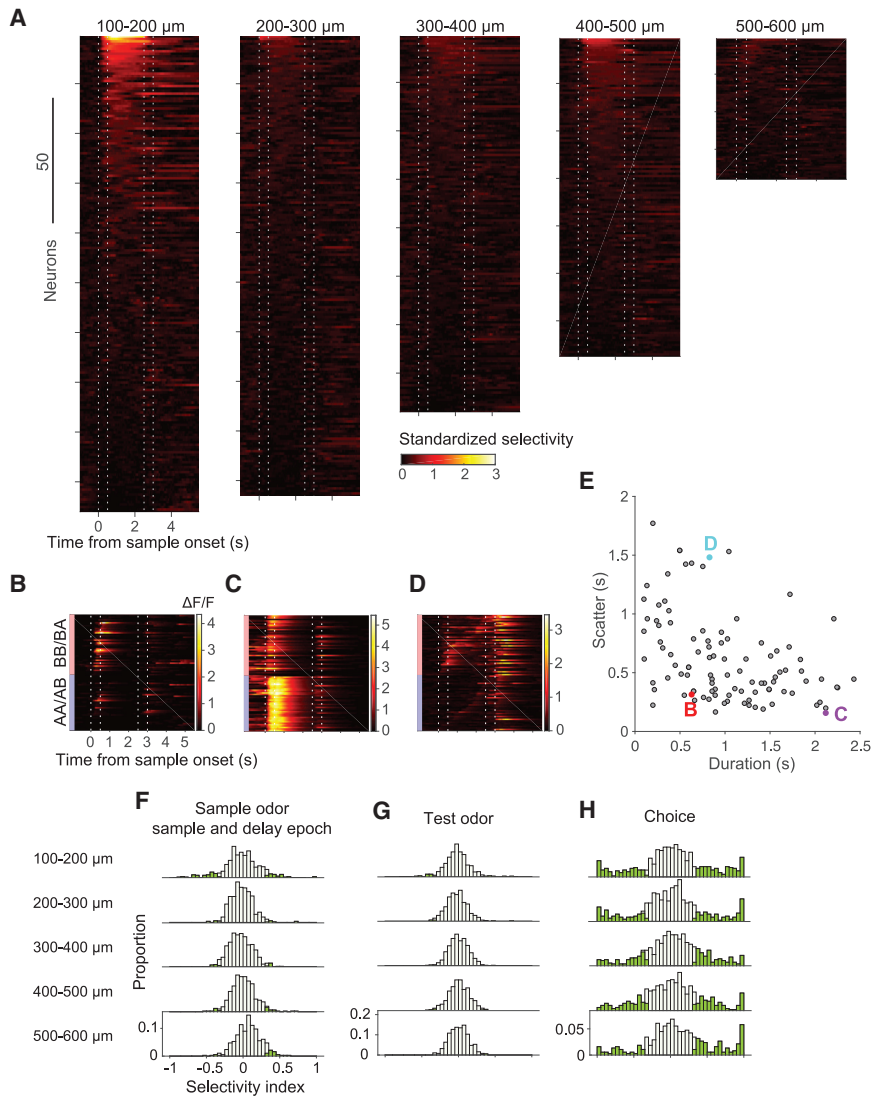 A
100-200 µm
200-300 µm
300-400 µm
400-500 µm
500-600 µm
50
Neurons
0 2 4
Time from sample onset (s)
Standardized selectivity
0 1 2 3
B
C
D
ΔF/F
AA/AB BB/BA
4
3
2
1
0
5
4
3
2
1
0
3
2
1
0
0 1 2 3 4 5
Time from sample onset (s)
E
2
1.5
1
0.5
0
Scatter (s)
D
B
C
0 0.5 1 1.5 2 2.5
Duration (s)
F
Sample odor
sample and delay epoch
G
Test odor
H
Choice
100-200 µm
200-300 µm
300-400 µm
400-500 µm
500-600 µm
Proportion
0.1
0
-1 -0.5 0 0.5 1
Selectivity index
0.2
0.1
0
0.05
0